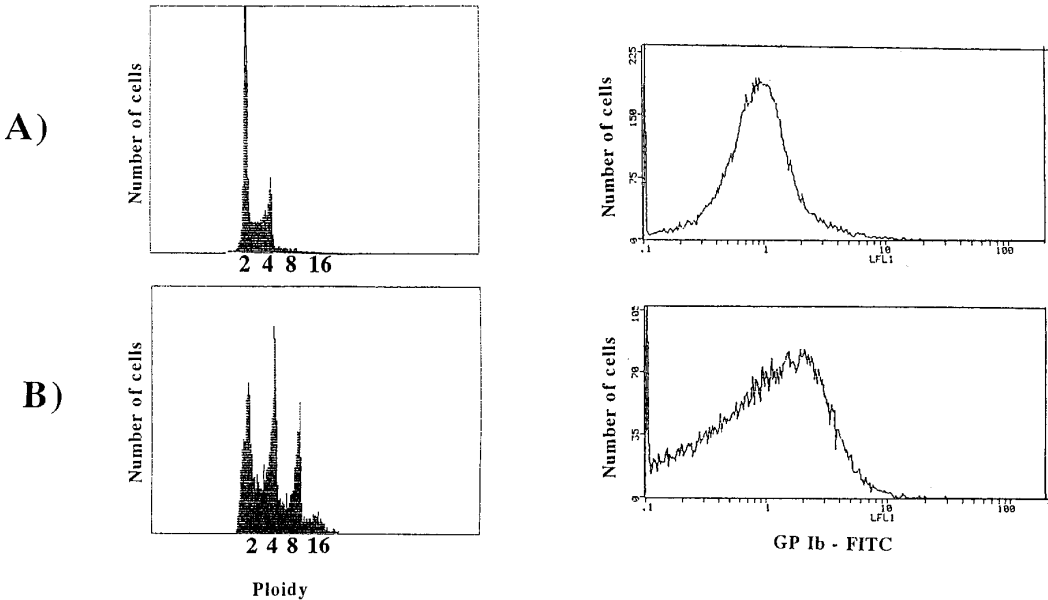 A)
Number of cells
2 4 8 16
Number of cells
225
150
75
0
.1 1 10 100
LFL1
B)
Number of cells
2 4 8 16
Ploidy
Number of cells
105
70
35
0
.1 1 10 100
LFL1
GP Ib - FITC